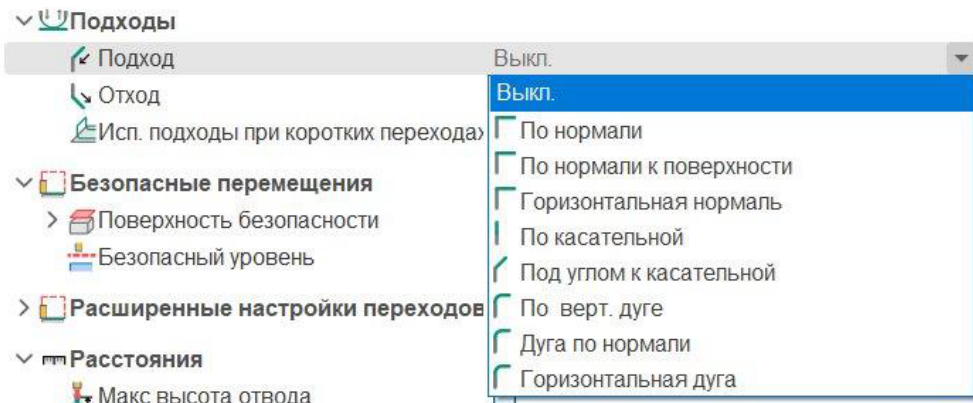 Подходы
Подход Выкл.
Отход Выкл.
Исп. подходы при коротких перехода По нормали
По нормали к поверхности
Безопасные перемещения
Горизонтальная нормаль
Поверхность безопасности
По касательной
Безопасный уровень
Под углом к касательной
Расширенные настройки переходов По верт. дуге
Дуга по нормали
Расстояния
Горизонтальная дуга
Макс высота отвода